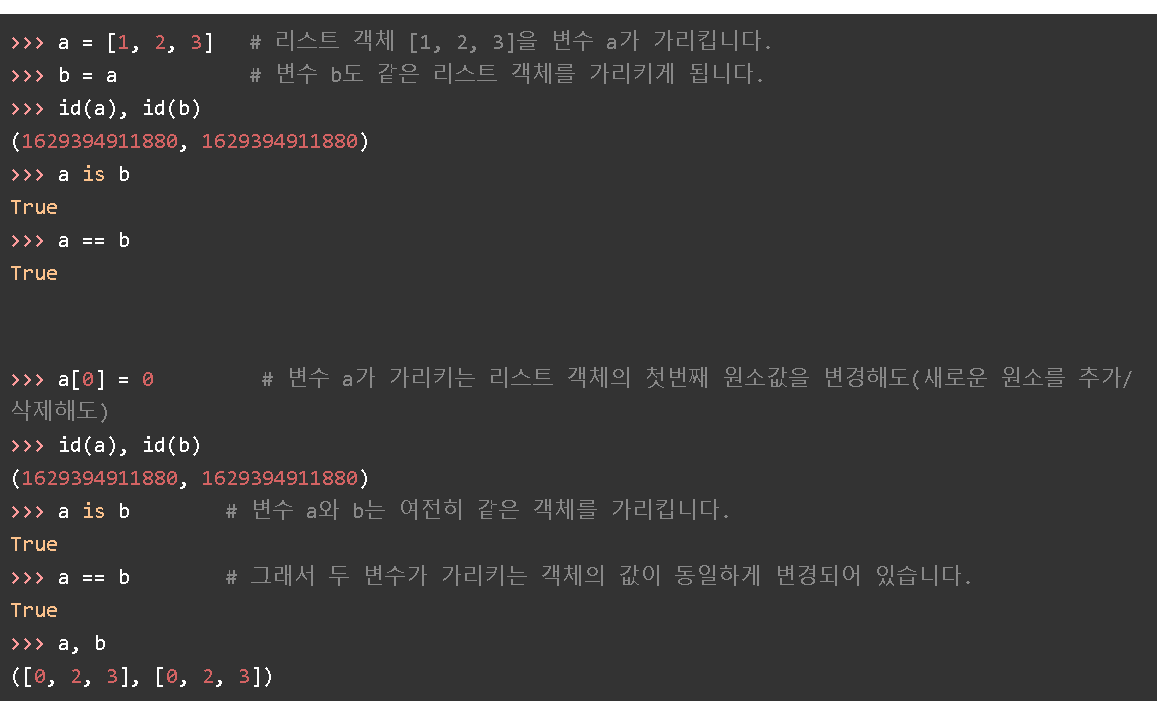 >>> a = [1, 2, 3]   # 리스트 객체 [1, 2, 3]을 변수 a가 가리킵니다.
>>> b = a           # 변수 b도 같은 리스트 객체를 가리키게 됩니다.
>>> id(a), id(b)
(1629394911880, 1629394911880)
>>> a is b
True
>>> a == b
True
>>> a[0] = 0         # 변수 a가 가리키는 리스트 객체의 첫번째 원소값을 변경해도(새로운 원소를 추가/
삭제해도)
>>> id(a), id(b)
(1629394911880, 1629394911880)
>>> a is b        # 변수 a와 b는 여전히 같은 객체를 가리킵니다.
True
>>> a == b        # 그래서 두 변수가 가리키는 객체의 값이 동일하게 변경되어 있습니다.
True
>>> a, b
([0, 2, 3], [0, 2, 3])